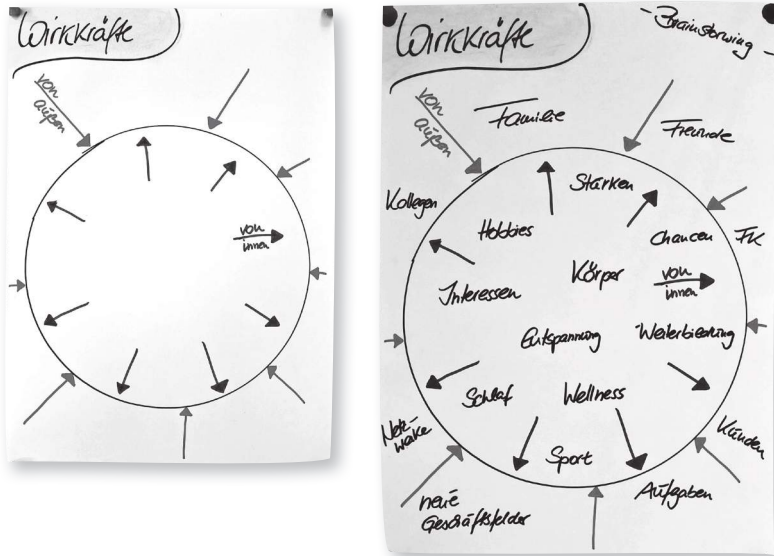 Wirkkräfte
von
außen
von
innen
Wirkkräfte
- Brainstorming -
von
außen
Familie
Freunde
Kollegen
Stärken
Hobbies
Chancen
FK
Körper
von
innen
Interessen
Entspannung
Weiterbildung
Schlaf
Wellness
Netz-
werke
Kunden
Sport
neue
Geschäftsfelder
Aufgaben